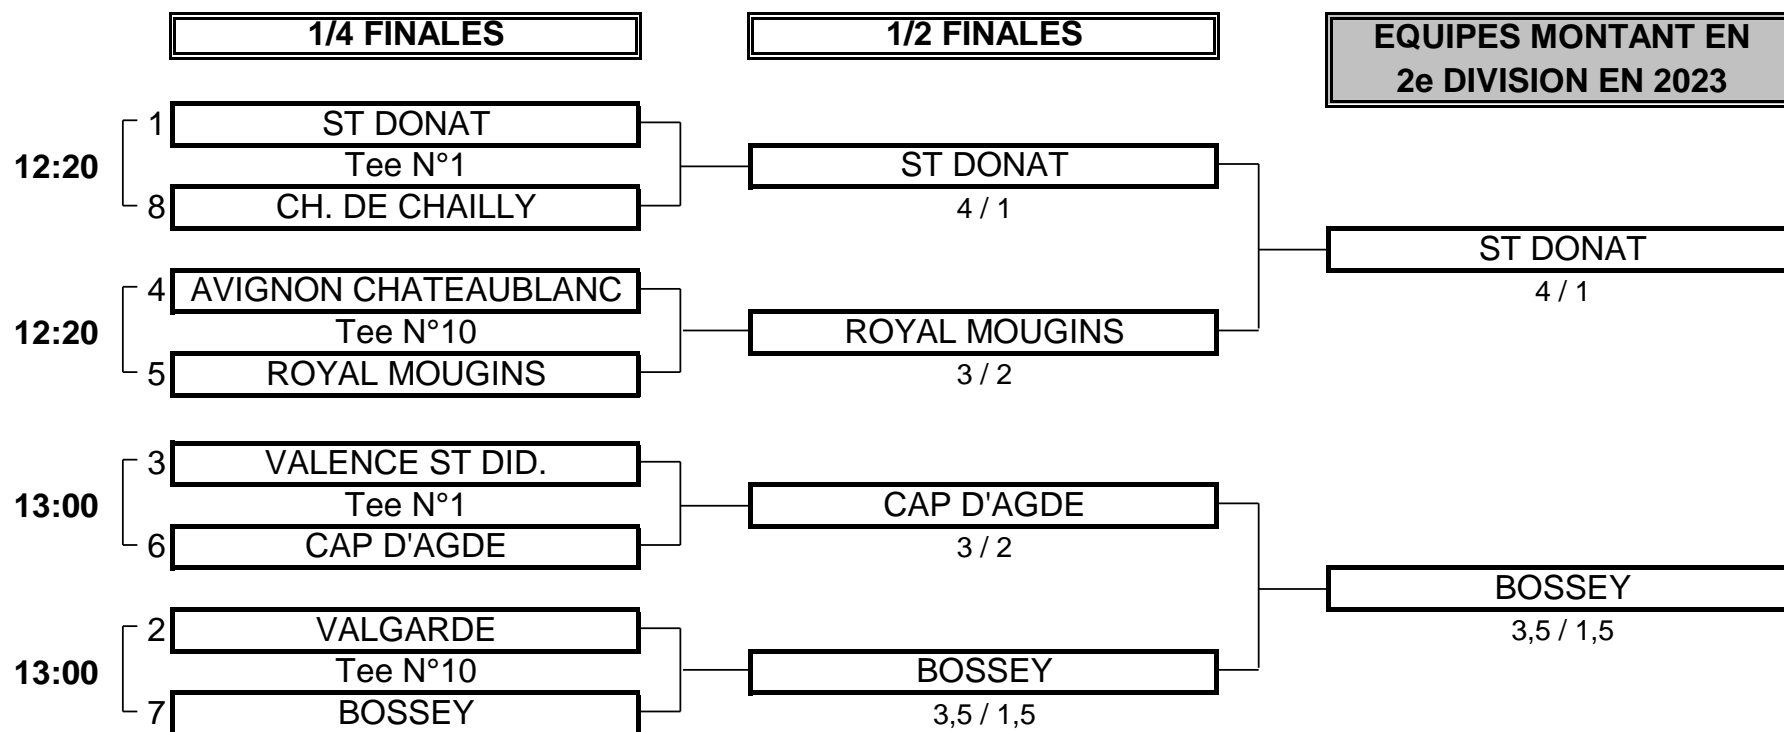 1/4 FINALES
1/2 FINALES
EQUIPES MONTANT EN
2e DIVISION EN 2023
12:20
1 ST DONAT
Tee N°1
8 CH. DE CHAILLY
ST DONAT
4 / 1
12:20
4 AVIGNON CHATEAUBLANC
Tee N°10
5 ROYAL MOUGINS
ROYAL MOUGINS
3 / 2
ST DONAT
4 / 1
13:00
3 VALENCE ST DID.
Tee N°1
6 CAP D'AGDE
CAP D'AGDE
3 / 2
13:00
2 VALGARDE
Tee N°10
7 BOSSEY
BOSSEY
3,5 / 1,5
BOSSEY
3,5 / 1,5